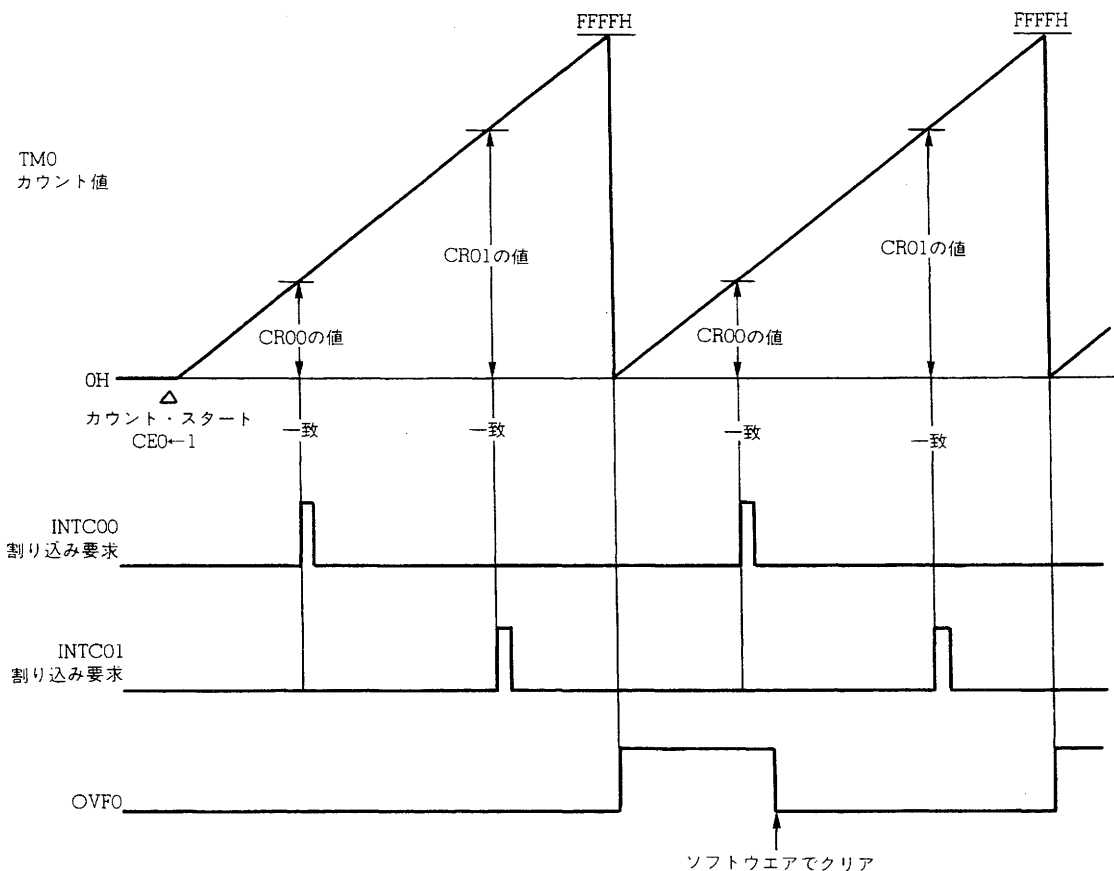 FFFFH
FFFFH
TM0
カウント値
CR01の値
CR01の値
CR00の値
CR00の値
0H
カウント・スタート
CE0←1
一致
一致
一致
一致
INTC00
割り込み要求
INTC01
割り込み要求
OVF0
ソフトウエアでクリア